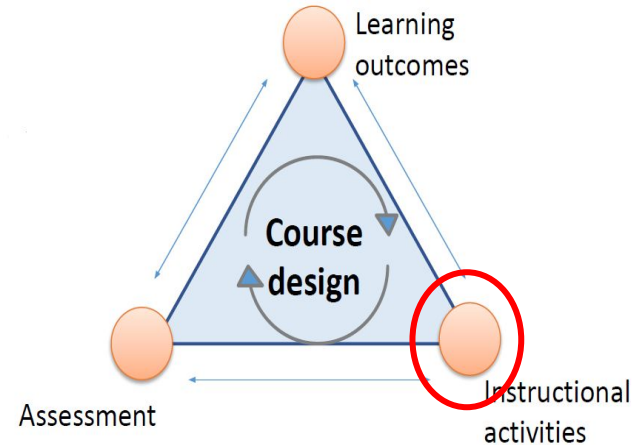 Learning
outcomes
Course
design
Assessment
Instructional
activities